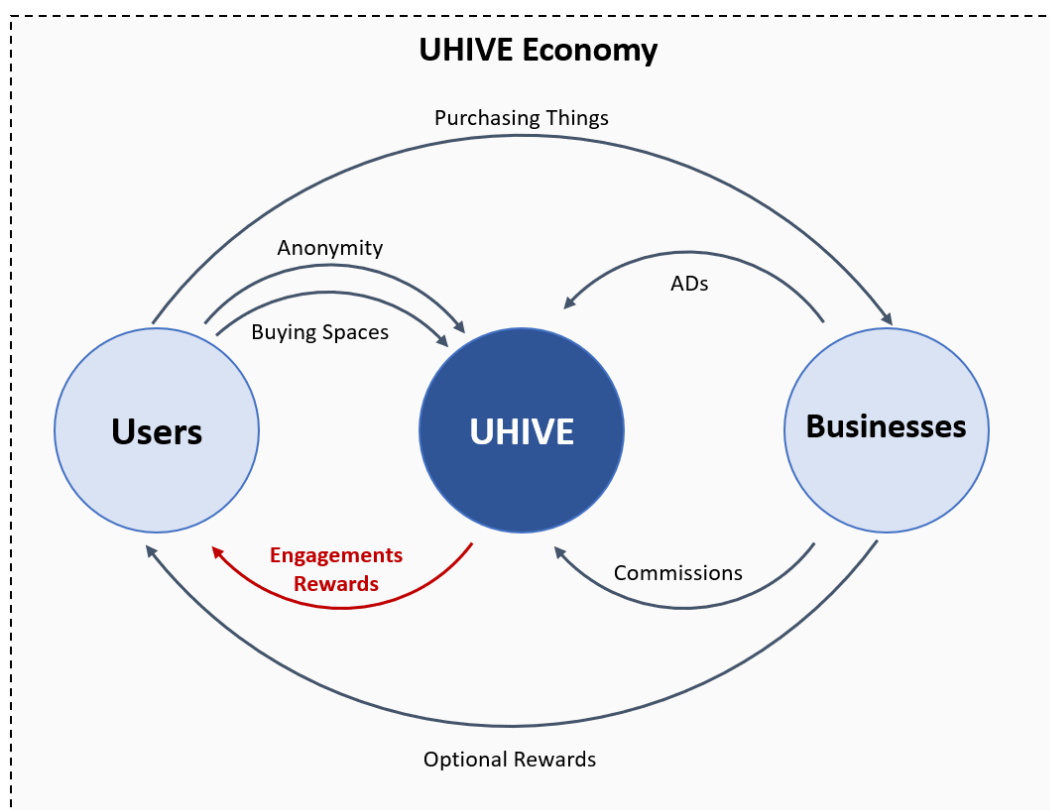 UHIVE Economy
Purchasing Things
Anonymity
ADs
Buying Spaces
Users
UHIVE
Businesses
Engagements
Rewards
Commissions
Optional Rewards